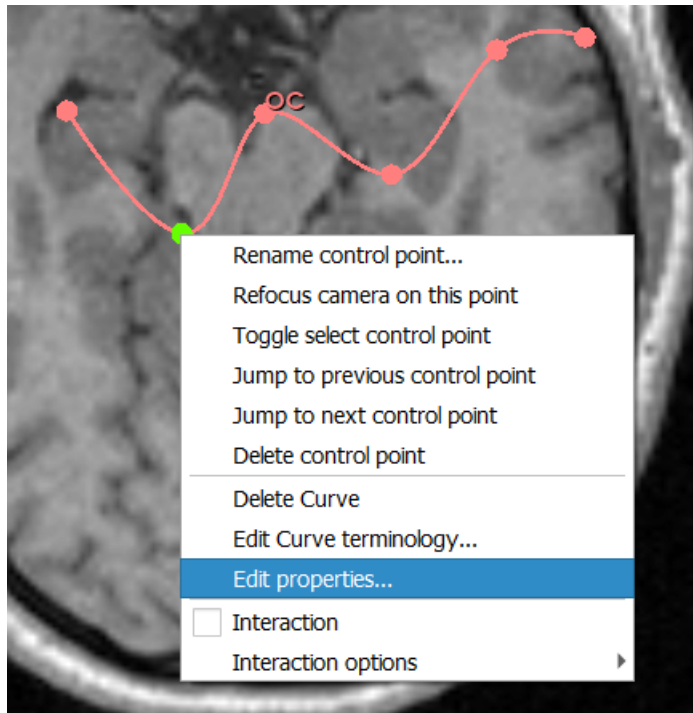 OC
Rename control point...
Refocus camera on this point
Toggle select control point
Jump to previous control point
Jump to next control point
Delete control point
Delete Curve
Edit Curve terminology...
Edit properties...
Interaction
Interaction options